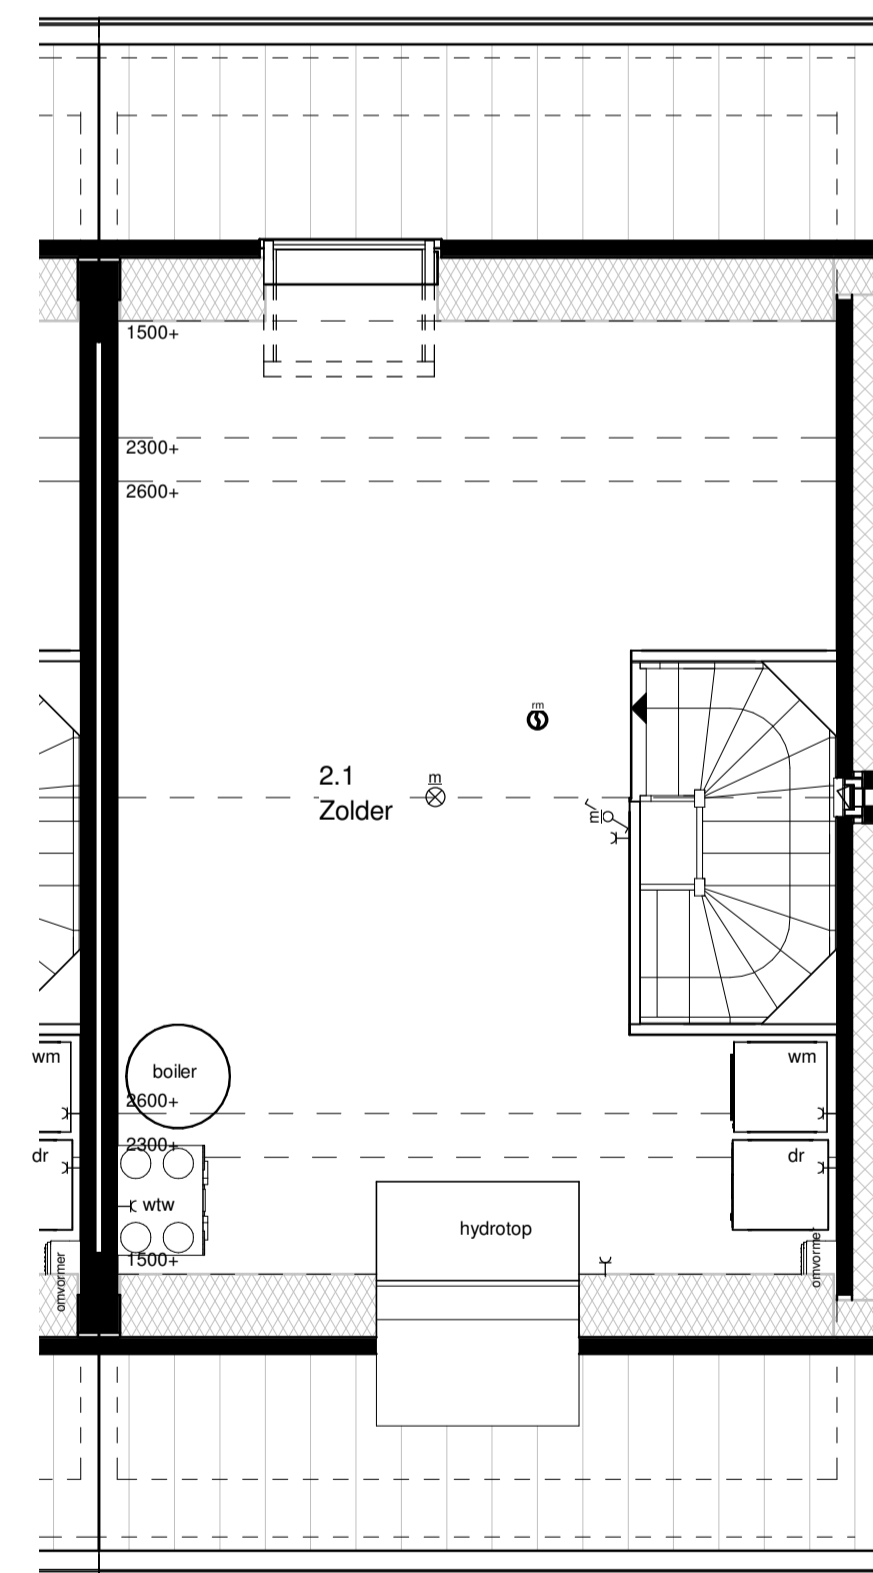 1500+
2300+
2600+
rm
m
2.1
Zolder
m
wm
boiler
wm
2600+
2300+
dr
dr
wtw
hydrotop
1500+
omvormer
omvormer